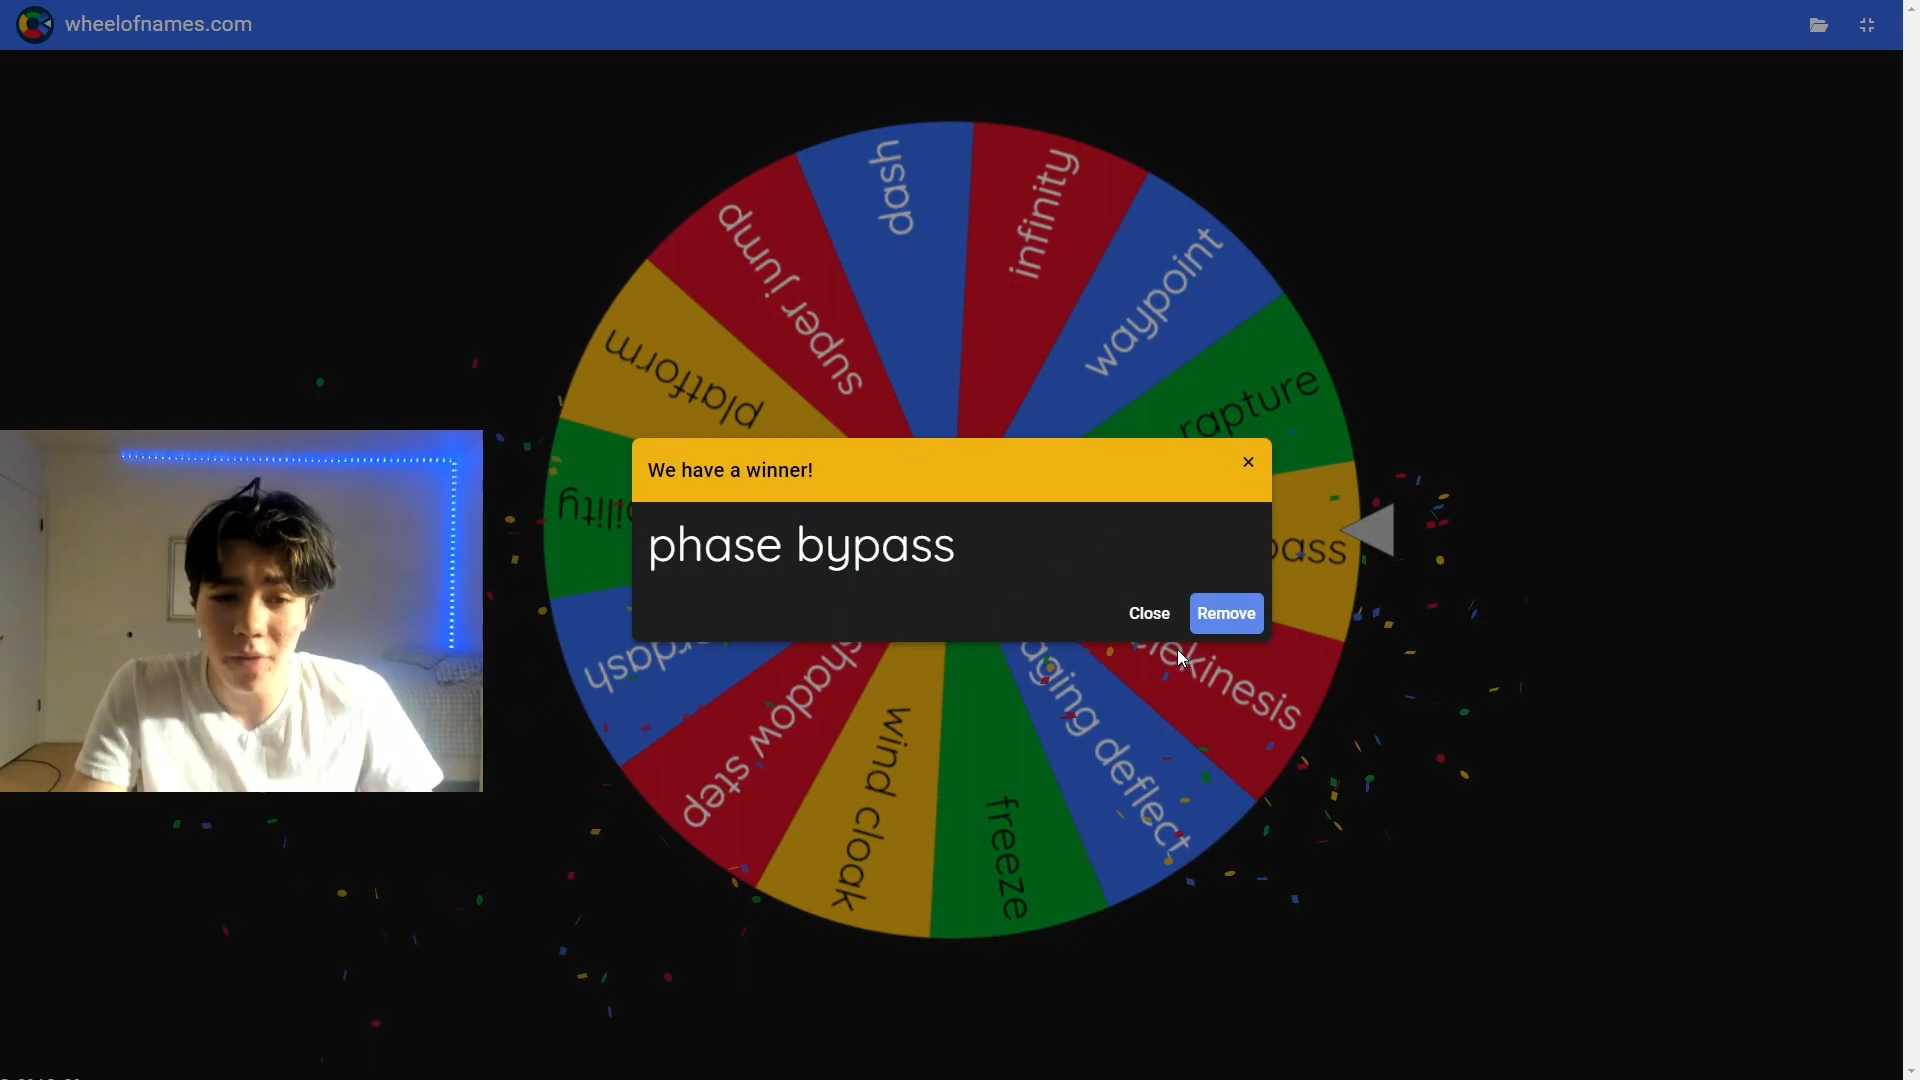 wheelofnames.com
dash
infinity
super jump
waypoint
platform
rapture
We have a winner!
phase bypass
Close
Remove
shadow step
wind cloak
freeze
deflect